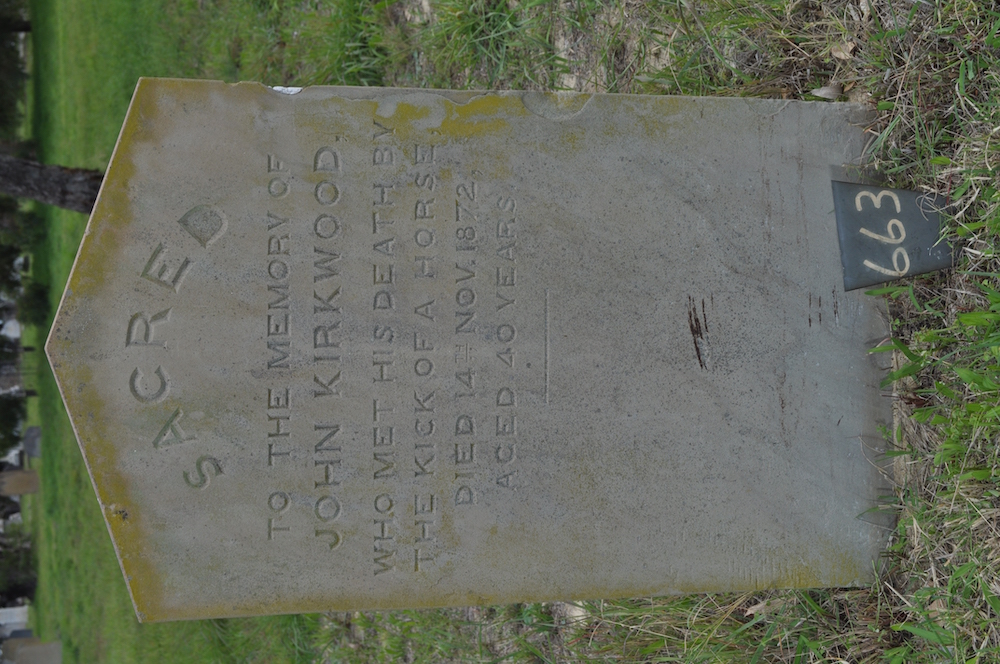 SACRED
TO THE MEMORY OF
JOHN KIRKWOOD,
WHO MET HIS DEATH BY
THE KICK OF A HORSE.
DIED 14TH NOV. 1872,
AGED 40 YEARS.
663